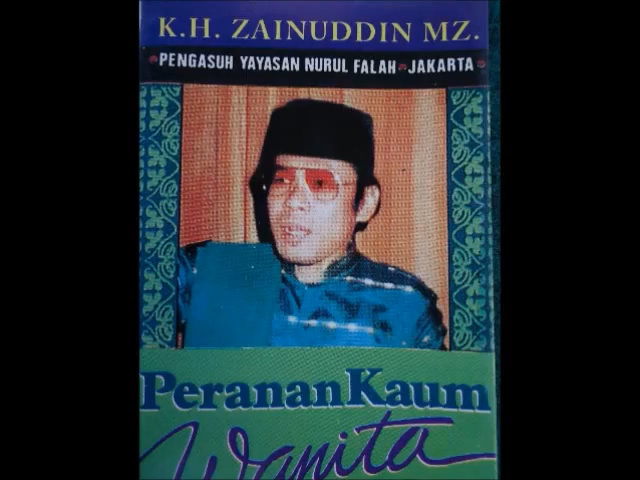 K.H. ZAINUDDIN MZ.
PENGASUH YAYASAN NURUL FALAH JAKARTA
Peranan Kaum
Wanita